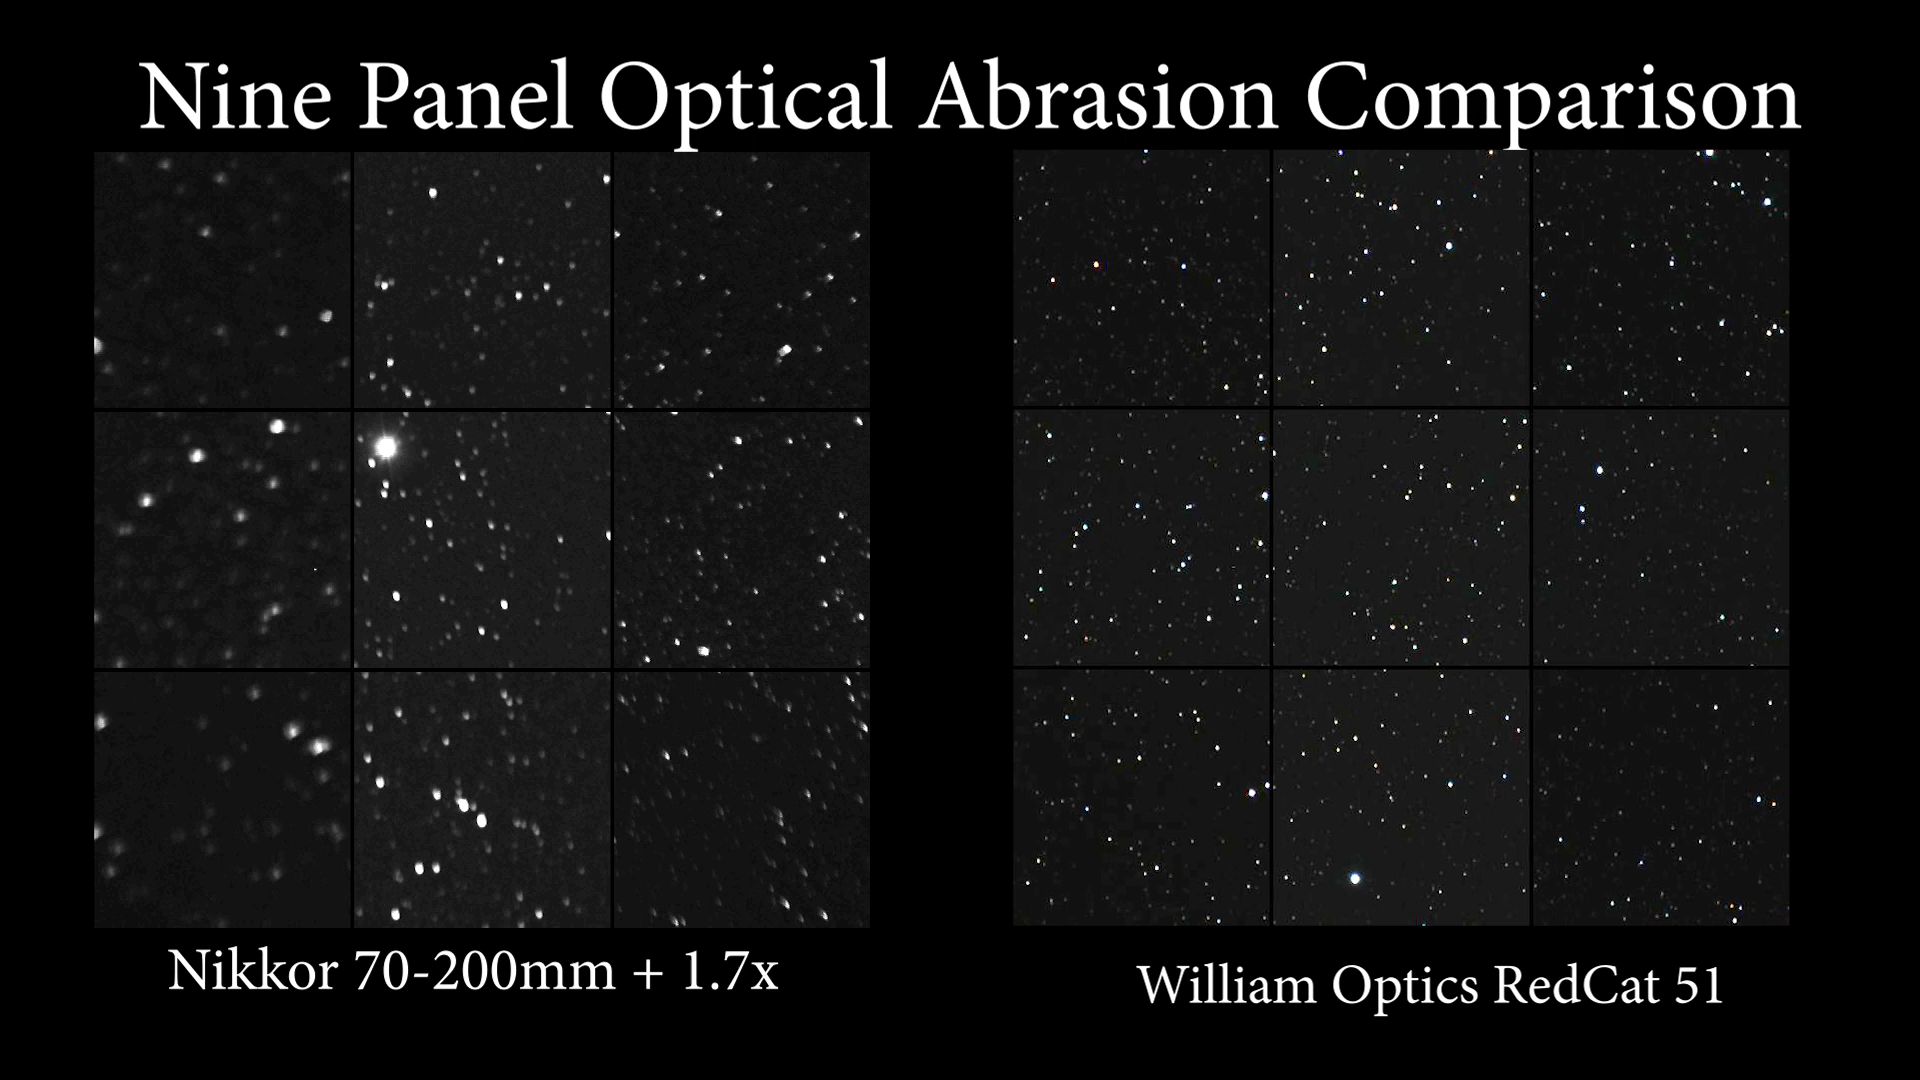 Nine Panel Optical Abrasion Comparison
Nikkor 70-200mm + 1.7x
William Optics RedCat 51